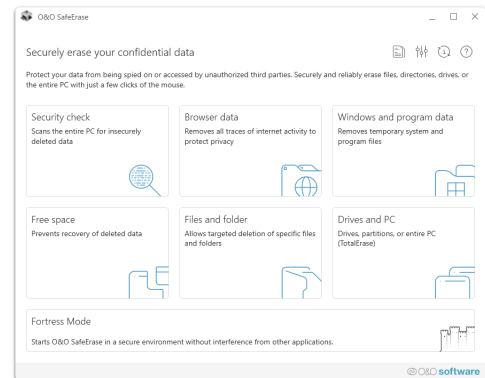 O&O SafeErase
Securely erase your confidential data
Protect your data from being spied on or accessed by unauthorized third parties. Securely and reliably erase files, directories, drives, or
the entire PC with just a few clicks of the mouse.
Security check
Scans the entire PC for insecurely
deleted data
Browser data
Removes all traces of internet activity to
protect privacy
Windows and program data
Removes temporary system and
program files
Free space
Prevents recovery of deleted data
Files and folder
Allows targeted deletion of specific files
and folders
Drives and PC
Drives, partitions, or entire PC
(TotalErase)
Fortress Mode
Starts O&O SafeErase in a secure environment without interference from other applications.
O&O software